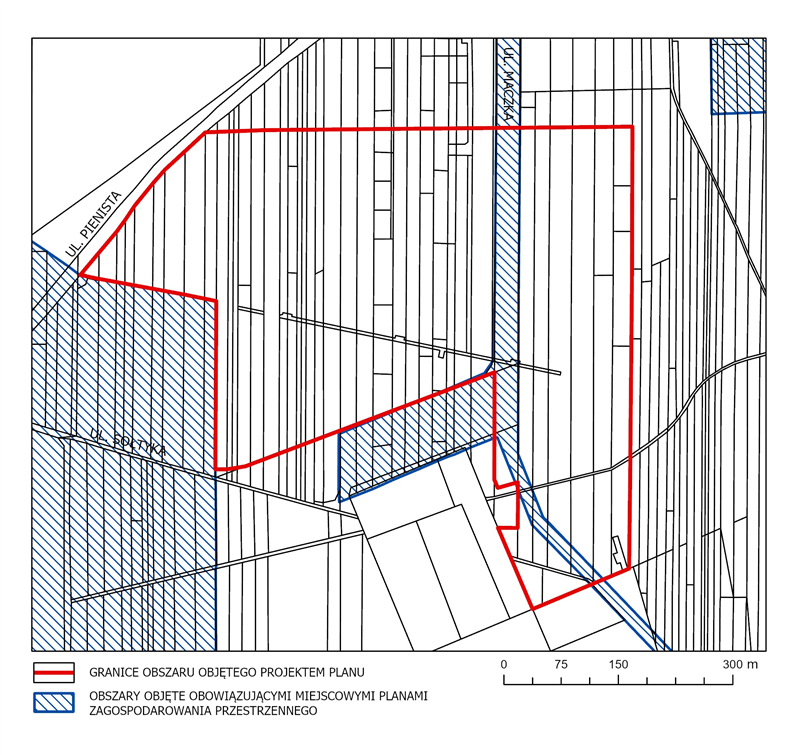 UL. MACZKA
UL. PIENISTA
UL. SOŁTYKA
GRANICE OBSZARU OBJĘTEGO PROJEKTEM PLANU
OBSZARY OBJĘTE OBOWIĄZUJĄCYMI MIEJSCOWYMI PLANAMI
ZAGOSPODAROWANIA PRZESTRZENNEGO
0 75 150 300 m